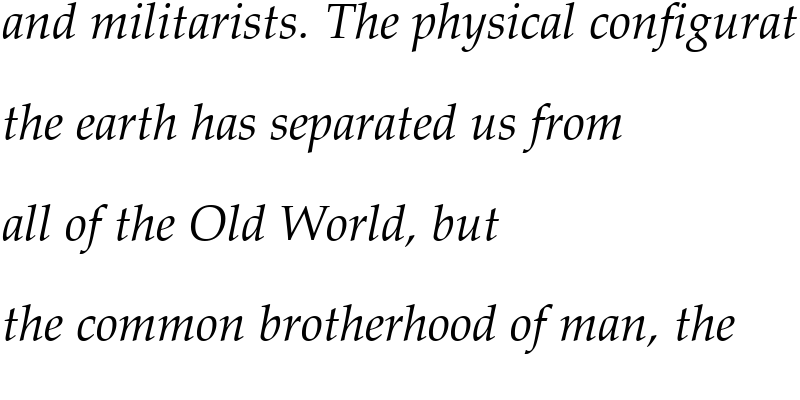 and militarists. The physical configurat
the earth has separated us from
all of the Old World, but
the common brotherhood of man, the